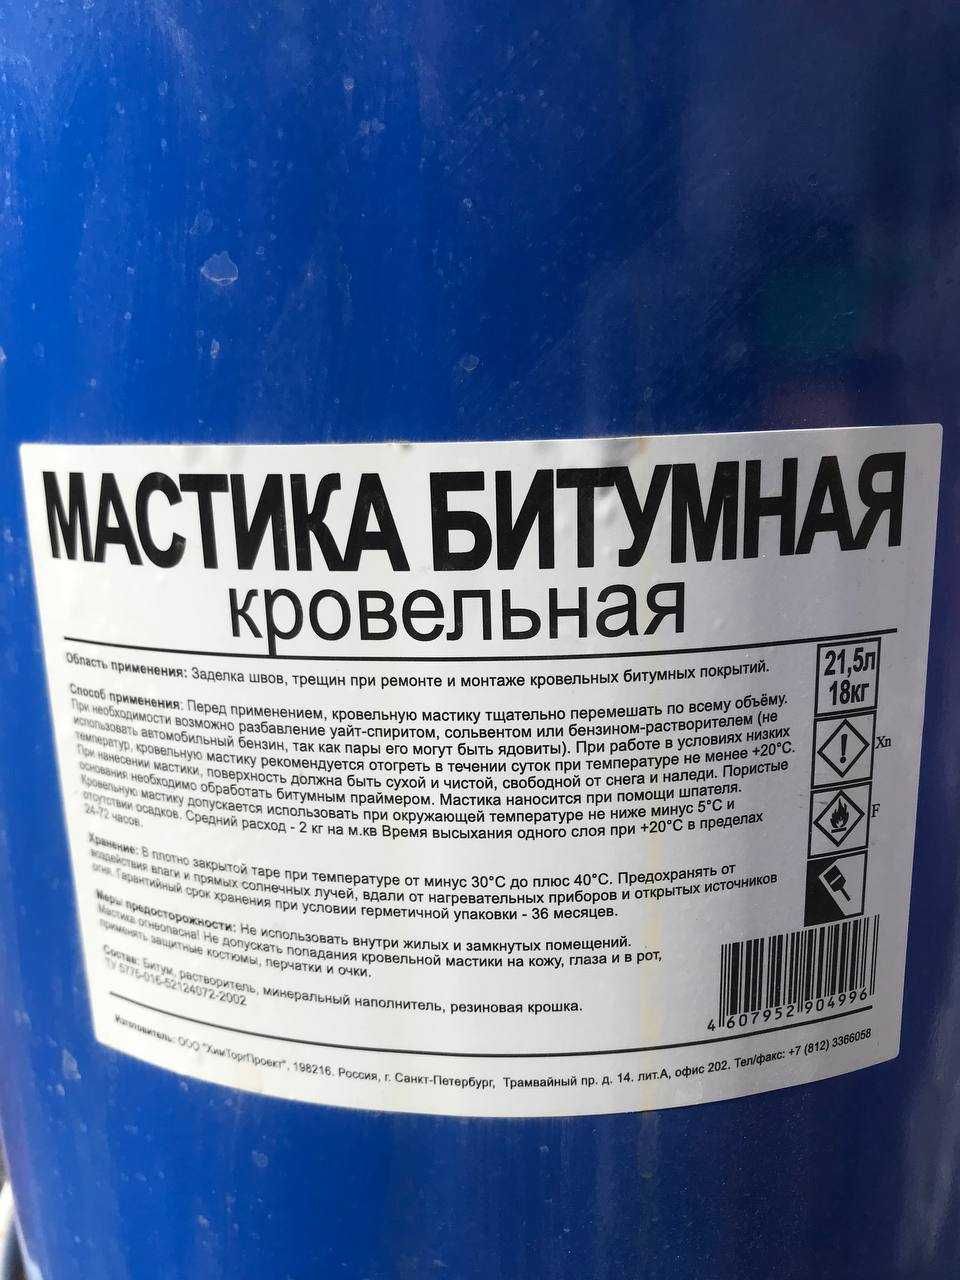 МАСТИКА БИТУМНАЯ
кровельная
Область применения: Заделка швов, трещин при ремонте и монтаже кровельных битумных покрытий.
21,5л
18кг
Способ применения: Перед применением, кровельную мастику тщательно перемешать по всему объёму.
При необходимости возможно разбавление уайт-спиритом, сольвентом или бензином-растворителем (не
использовать автомобильный бензин, так как пары его могут быть ядовиты). При работе в условиях низких
температур, кровельную мастику рекомендуется отогреть в течении суток при температуре не менее +20°С.
При нанесении мастики, поверхность должна быть сухой и чистой, свободной от снега и наледи. Пористые
основания необходимо обработать битумным праймером. Мастика наносится при помощи шпателя.
Кровельную мастику допускается использовать при окружающей температуре не ниже минус 5°С и
отсутствии осадков. Средний расход - 2 кг на м.кв Время высыхания одного слоя при +20°С в пределах
24-72 часов.
Xn
F
Хранение: В плотно закрытой таре при температуре от минус 30°С до плюс 40°С. Предохранять от
воздействия влаги и прямых солнечных лучей, вдали от нагревательных приборов и открытых источников
огня. Гарантийный срок хранения при условии герметичной упаковки - 36 месяцев.
Меры предосторожности: Не использовать внутри жилых и замкнутых помещений.
Мастика огнеопасна! Не допускать попадания кровельной мастики на кожу, глаза и в рот,
применять защитные костюмы, перчатки и очки.
Состав: Битум, растворитель, минеральный наполнитель, резиновая крошка.
ТУ 5775-016-52124072-2002
4 607952 904996
Изготовитель: ООО "ХимТоргПроект", 198216. Россия, г. Санкт-Петербург, Трамвайный пр. д. 14. лит.А, офис 202. Тел/факс: +7 (812) 3366058